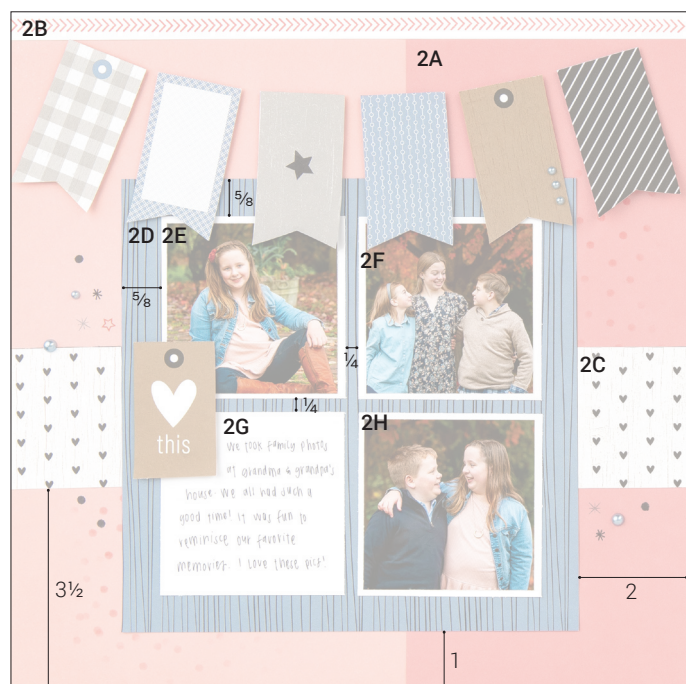 2B
2A
⅝
2D
2E
2F
⅝
¼
2C
¼
this
2G
2H
we took family photos
at grandma & grandpa's
house. we all had such a
good time! It was fun to
reminisce our favorite
memories. I love these pics!
3½
2
1